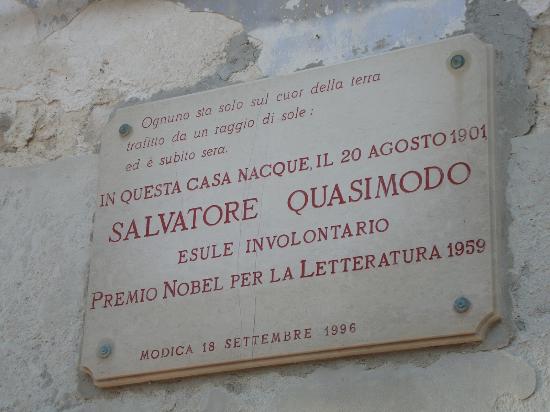 Ognuno sta solo sul cuor della terra
trafitto da un raggio di sole:
ed è subito sera.
IN QUESTA CASA NACQUE, IL 20 AGOSTO 1901
SALVATORE QUASIMODO
ESULE INVOLONTARIO
PREMIO NOBEL PER LA LETTERATURA 1959
MODICA 18 SETTEMBRE 1996